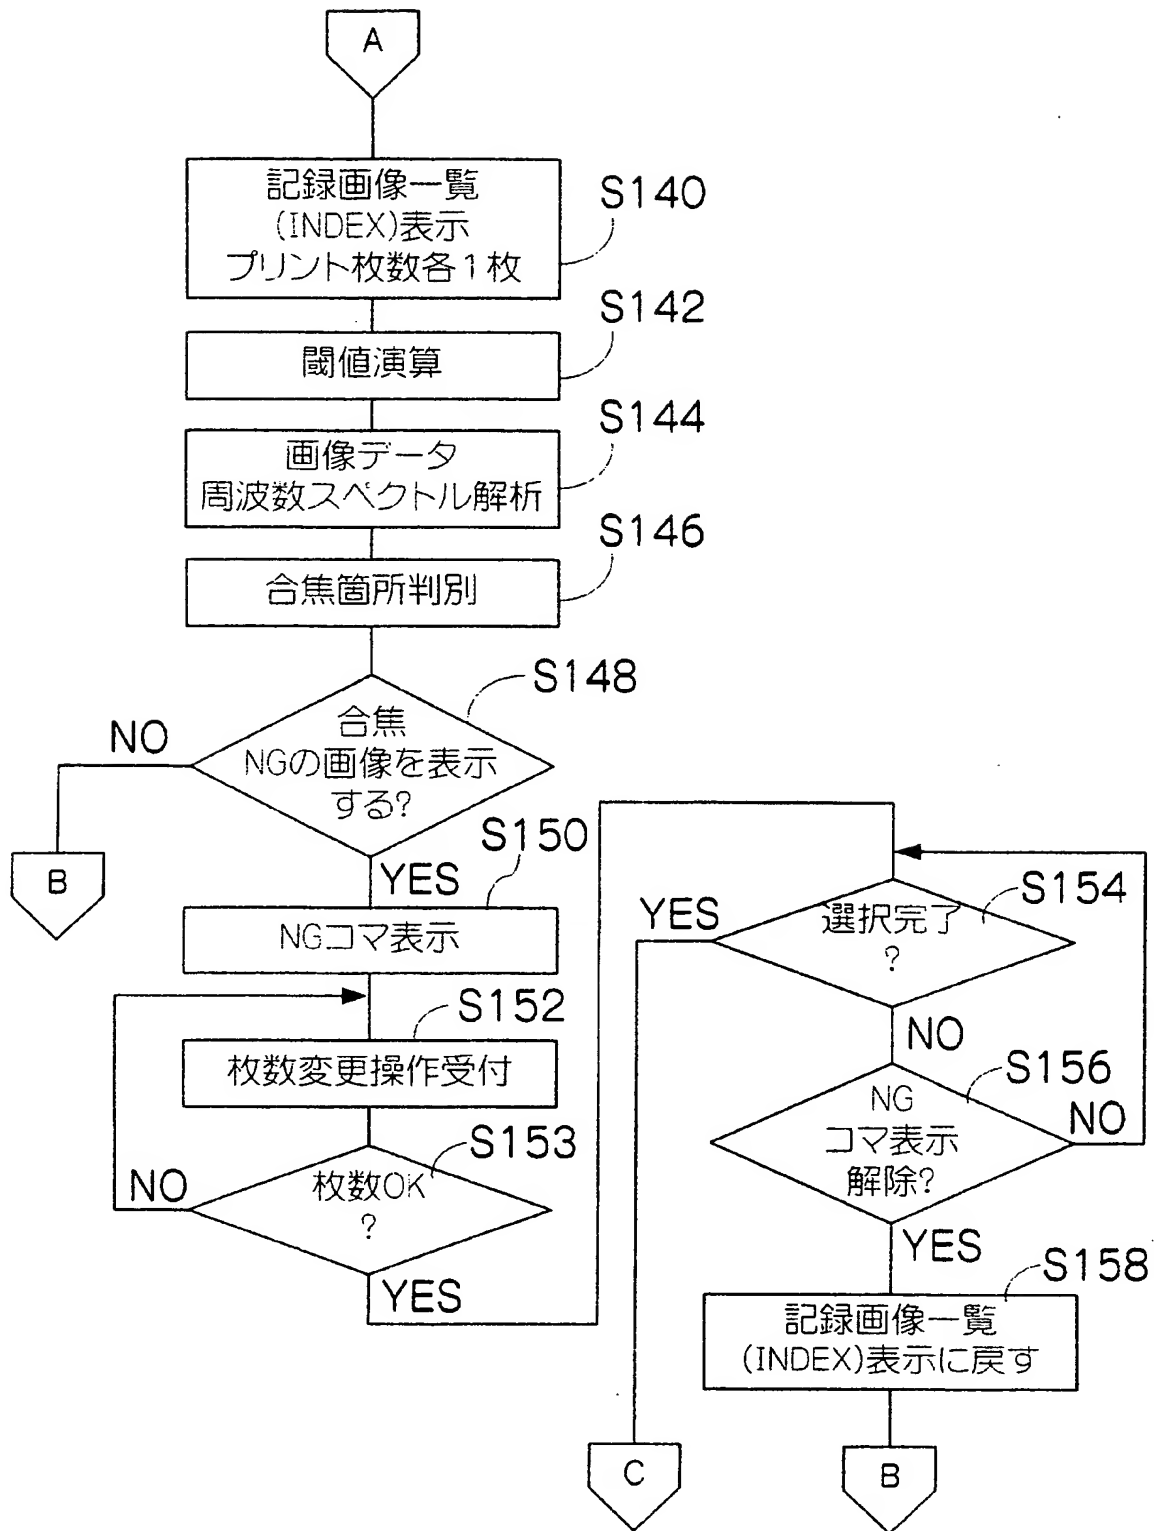 A
記録画像一覧
(INDEX)表示
プリント枚数各1枚
S140
閾値演算
S142
画像データ
周波数スペクトル解析
S144
合焦箇所判別
S146
合焦
NGの画像を表示
する?
S148
NO
B
YES
NGコマ表示
S150
枚数変更操作受付
S152
枚数OK
?
S153
NO
YES
選択完了
?
S154
YES
NO
NG
コマ表示
解除?
S156
NO
YES
記録画像一覧
(INDEX)表示に戻す
S158
C
B